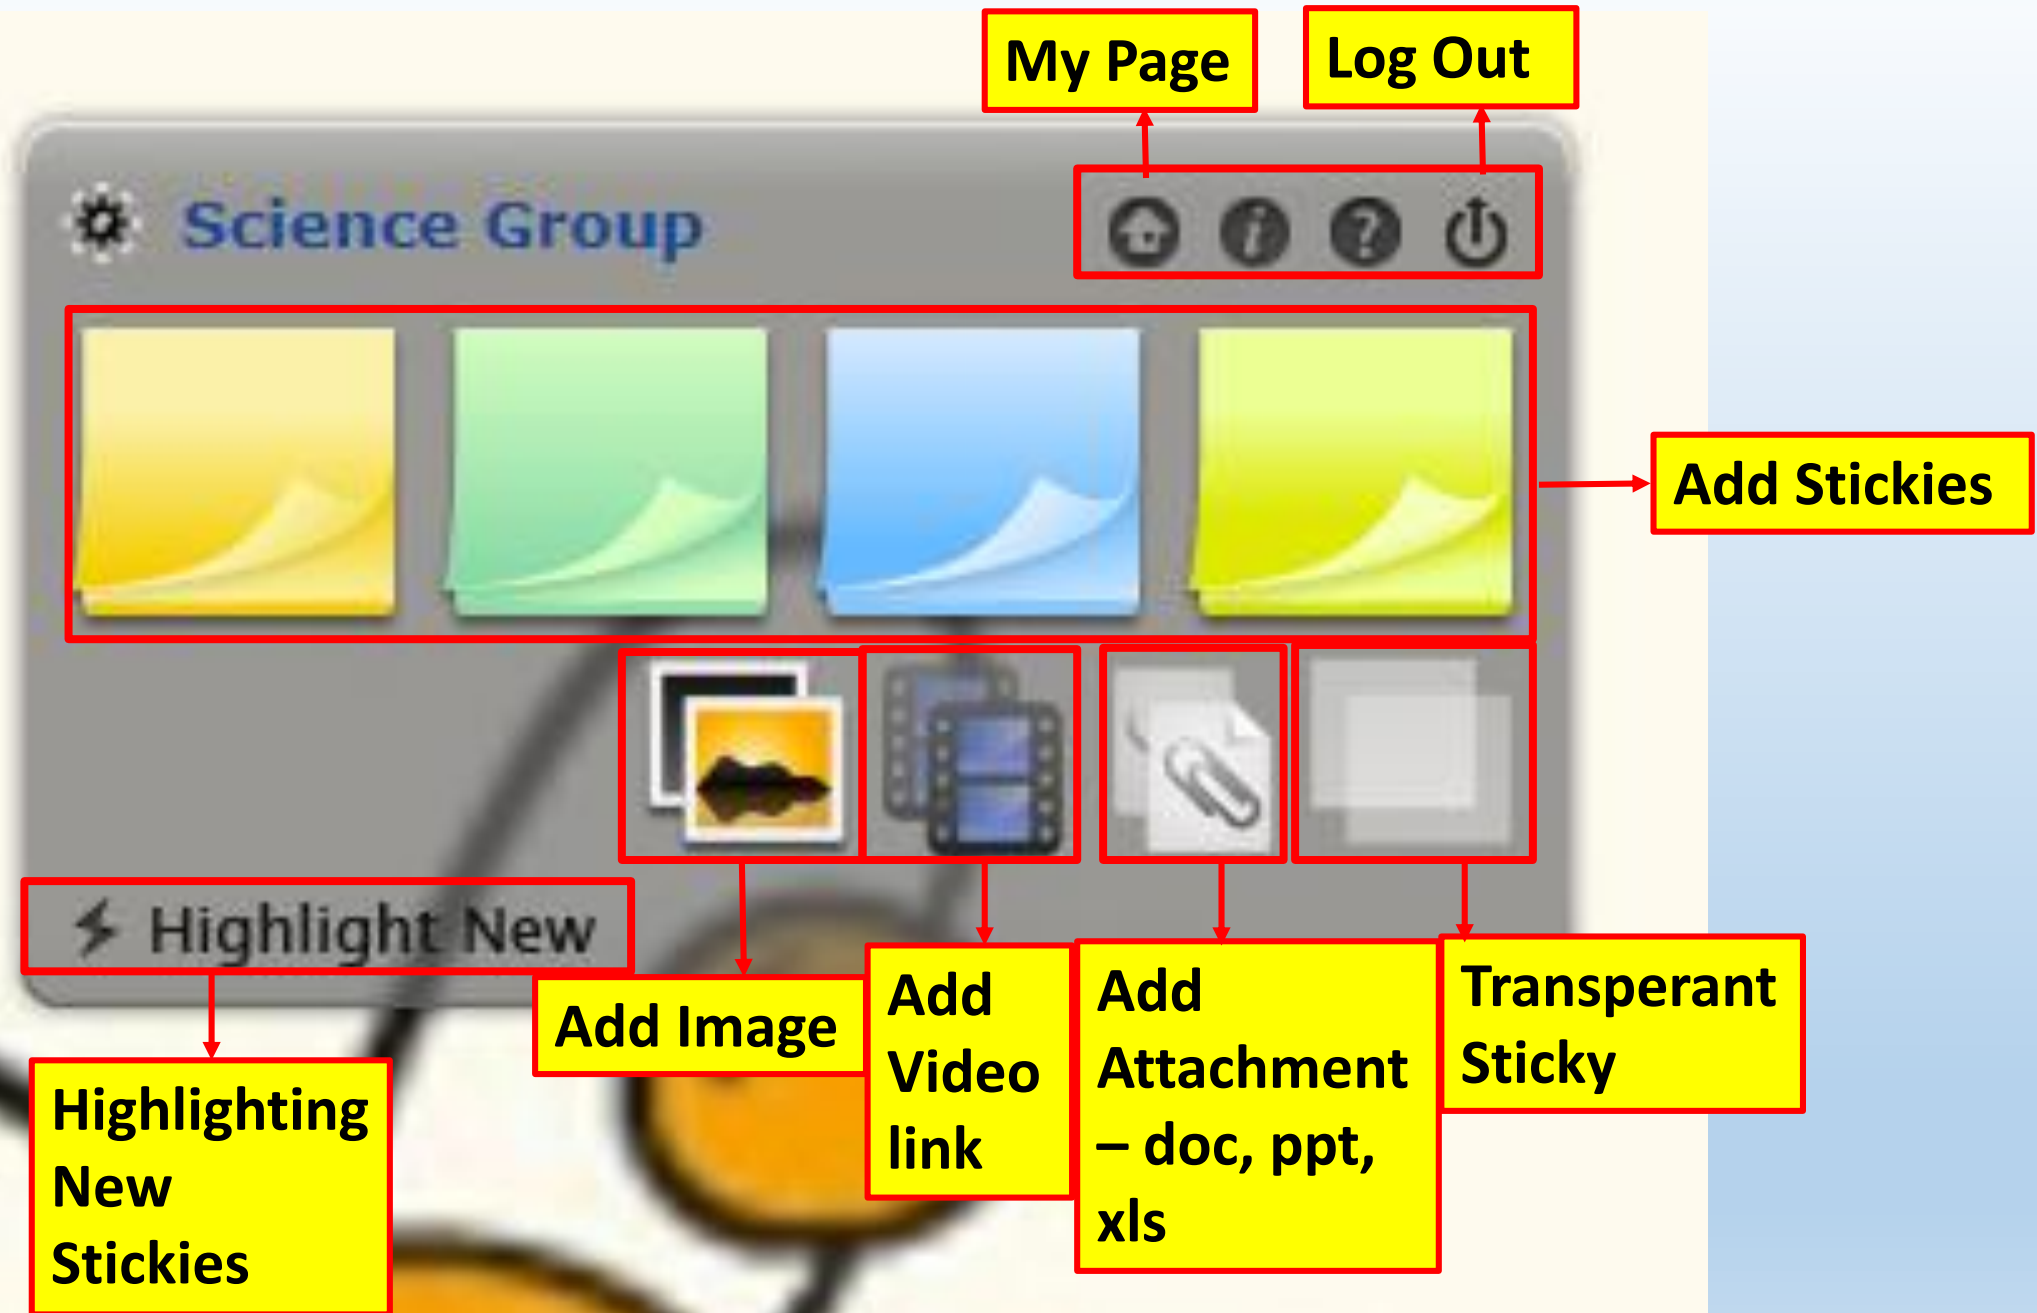 My Page
Log Out
Science Group
Add Stickies
Highlight New
Add Image
Add
Video
link
Add
Attachment
– doc, ppt,
xls
Transperant
Sticky
Highlighting
New
Stickies